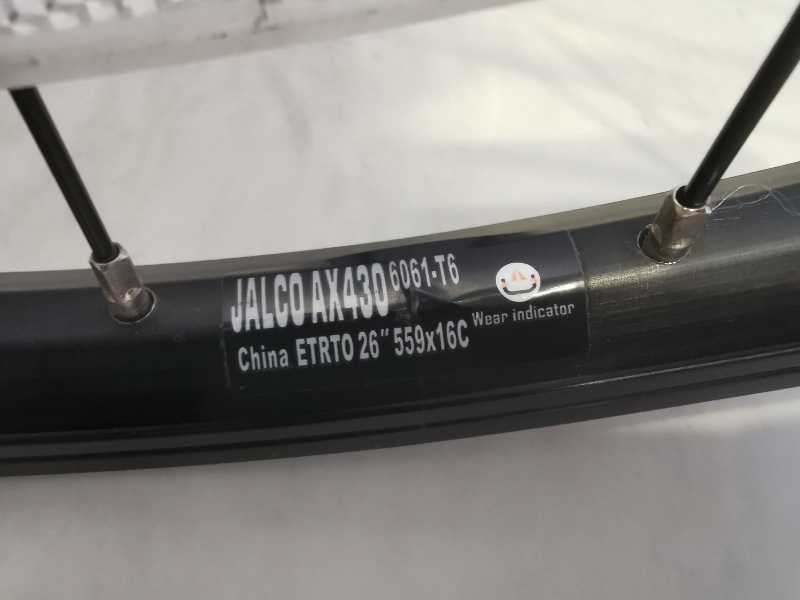 JALCO AX430 6061-T6
China ETRTO 26" 559x16C
Wear indicator